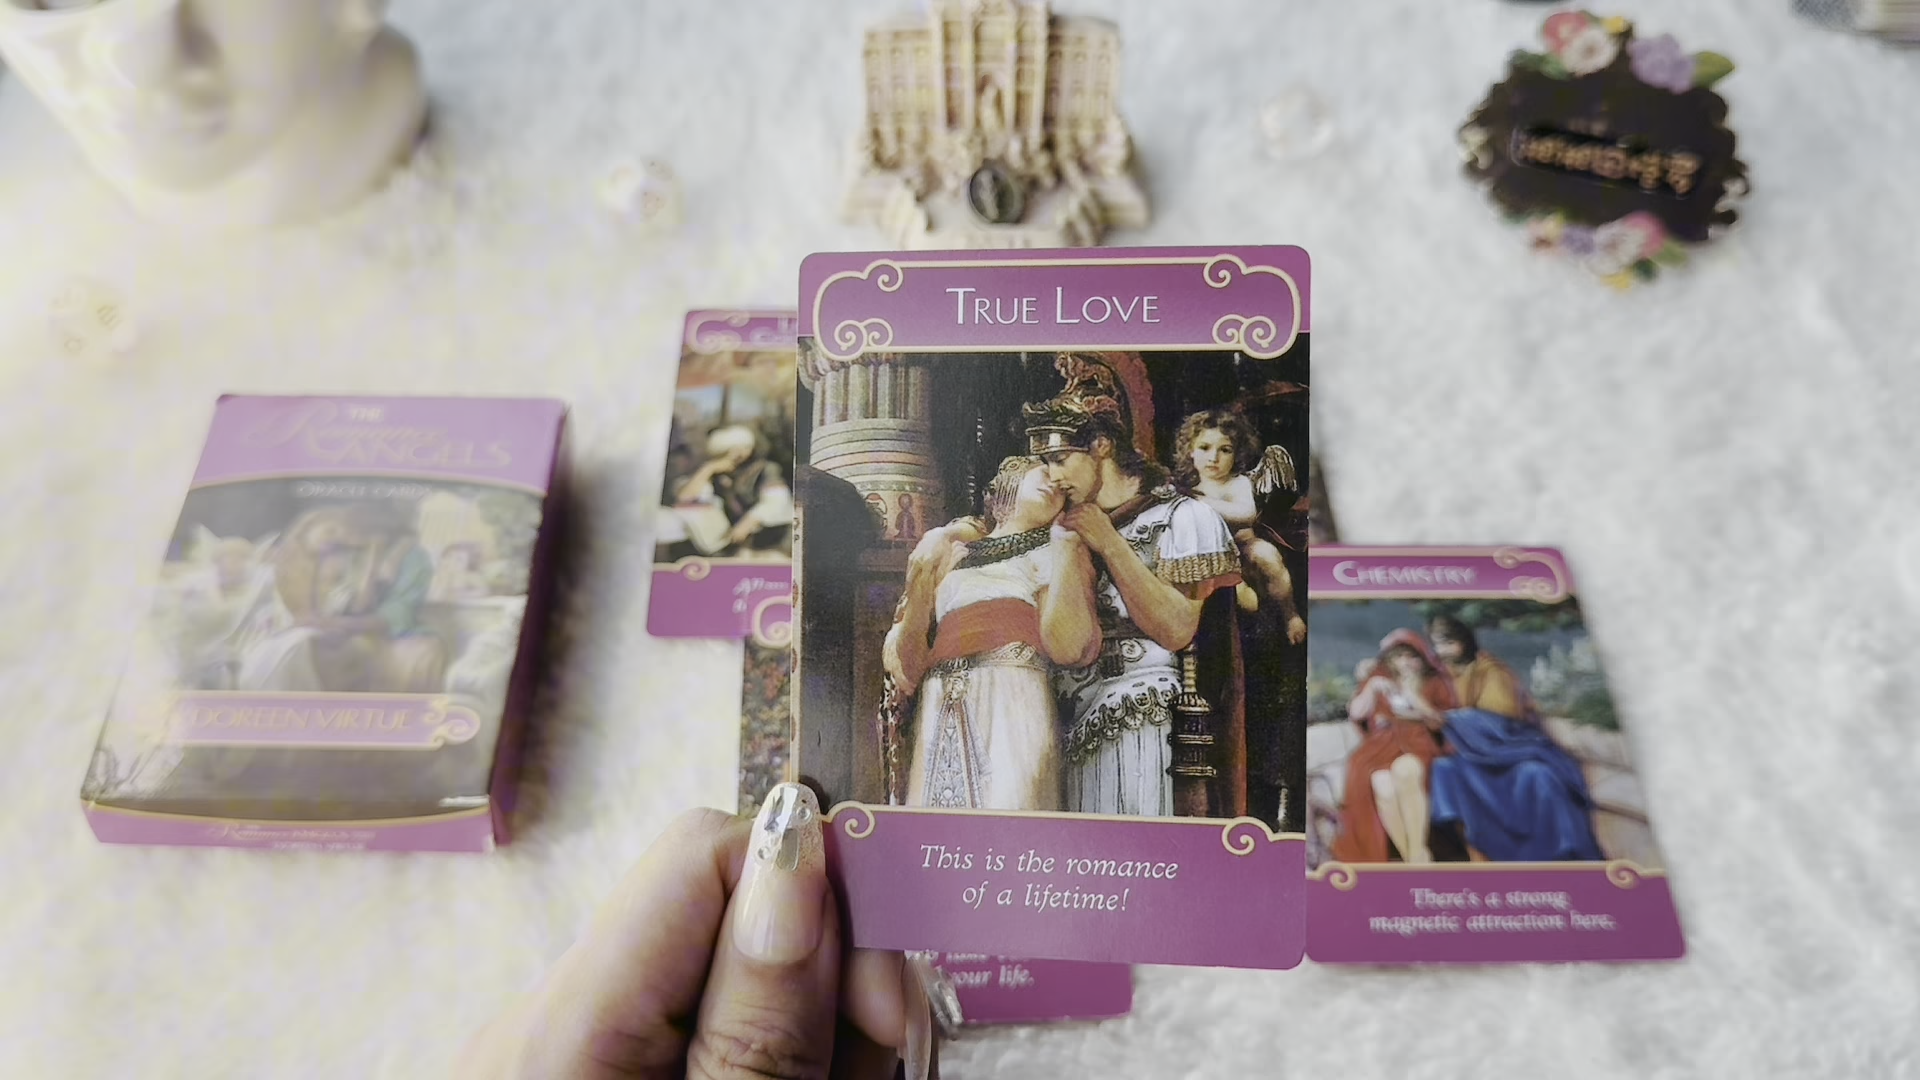 TRUE LOVE
This is the romance
of a lifetime!
THE
Romance
ANGELS
ORACLE CARDS
DOREEN VIRTUE
CHEMISTRY
There's a strong
magnetic attraction here.
your life.